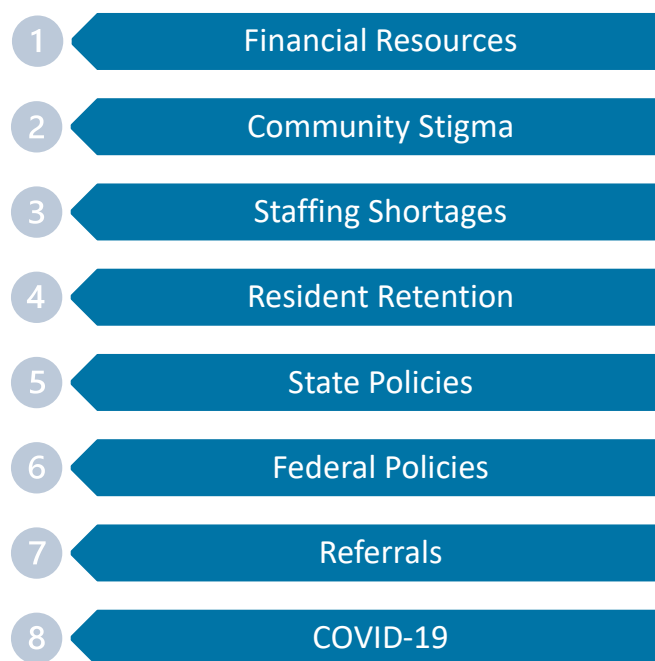 1 Financial Resources
2 Community Stigma
3 Staffing Shortages
4 Resident Retention
5 State Policies
6 Federal Policies
7 Referrals
8 COVID-19